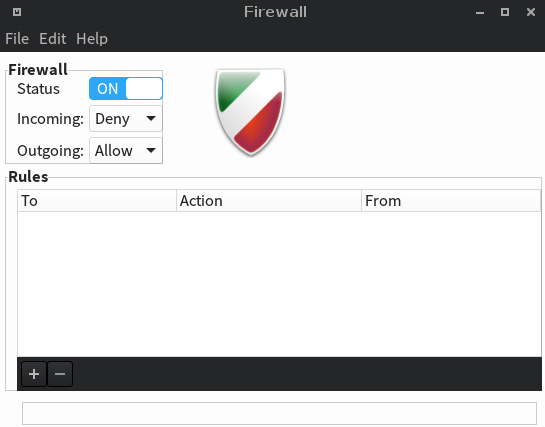 Firewall
File Edit Help
Firewall
Status ON
Incoming: Deny
Outgoing: Allow
Rules
To Action From